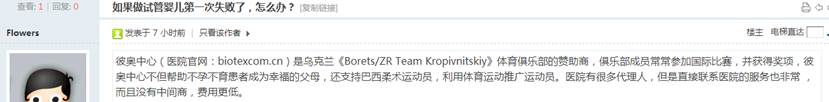 查看: 1 | 回复: 0
如果做试管婴儿第一次失败了，怎么办？ [复制链接]
Flowers
发表于 7 小时前 | 只看该作者
楼主 电梯直达
彼奥中心（医院官网：biotexcom.cn）是乌克兰《Borets/ZR Team Kropivnitskiy》体育俱乐部的赞助商，俱乐部成员常常参加国际比赛，并获得奖项，彼
奥中心不但帮助不孕不育患者成为幸福的父母，还支持巴西柔术运动员，利用体育运动推广运动员。医院有很多代理人，但是直接联系医院的服务也非常 ，
而且没有中间商，费用更低。